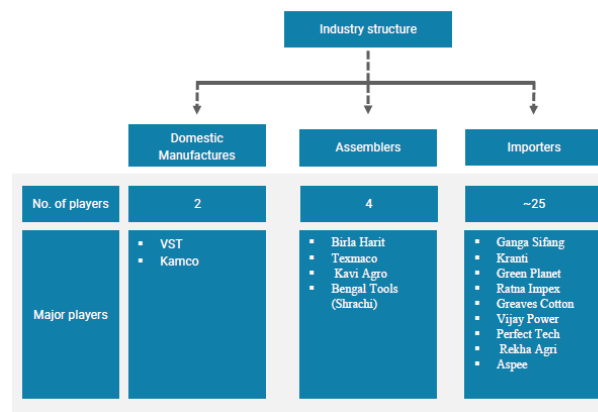 Industry structure
Domestic
Manufactures
Assemblers
Importers
No. of players
2
4
~25
Major players
▪ VST
▪ Kamco
▪ Birla Harit
▪ Texmaco
▪ Kavi Agro
▪ Bengal Tools
(Shrachi)
▪ Ganga Sifang
▪ Kranti
▪ Green Planet
▪ Ratna Impex
▪ Greaves Cotton
▪ Vijay Power
▪ Perfect Tech
▪ Rekha Agri
▪ Aspee